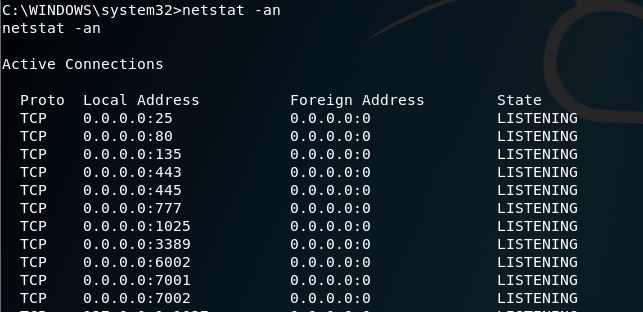 C:\WINDOWS\system32>netstat -an
netstat -an
Active Connections
Proto  Local Address          Foreign Address        State
TCP    0.0.0.0:25             0.0.0.0:0              LISTENING
TCP    0.0.0.0:80             0.0.0.0:0              LISTENING
TCP    0.0.0.0:135            0.0.0.0:0              LISTENING
TCP    0.0.0.0:443            0.0.0.0:0              LISTENING
TCP    0.0.0.0:445            0.0.0.0:0              LISTENING
TCP    0.0.0.0:777            0.0.0.0:0              LISTENING
TCP    0.0.0.0:1025           0.0.0.0:0              LISTENING
TCP    0.0.0.0:3389           0.0.0.0:0              LISTENING
TCP    0.0.0.0:6002           0.0.0.0:0              LISTENING
TCP    0.0.0.0:7001           0.0.0.0:0              LISTENING
TCP    0.0.0.0:7002           0.0.0.0:0              LISTENING